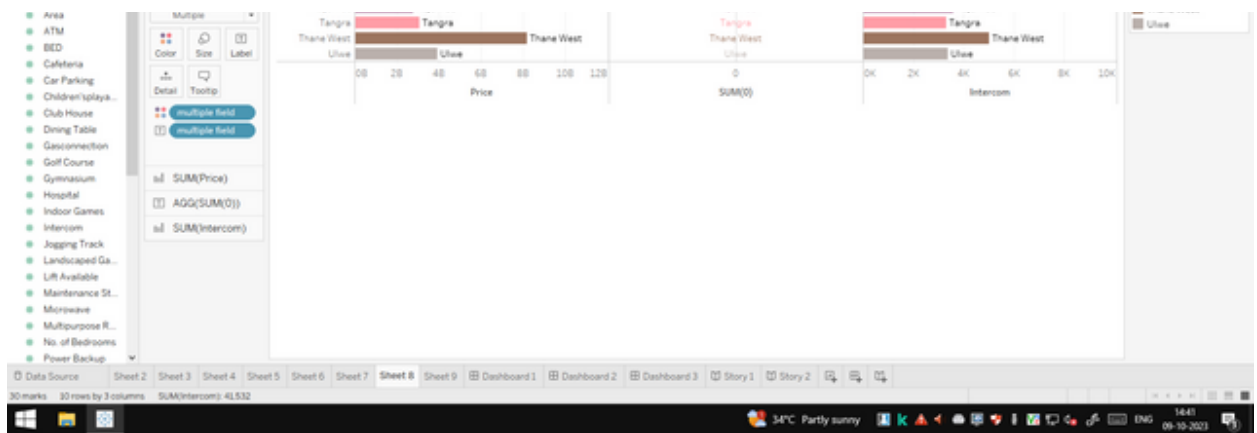 Area
ATM
BED
Cafeteria
Car Parking
Children'splaya...
Club House
Dining Table
Gasconnection
Golf Course
Gymnasium
Hospital
Indoor Games
Intercom
Jogging Track
Landscaped Ga...
Lift Available
Maintenance St...
Microwave
Multipurpose R...
No. of Bedrooms
Power Backup
Multiple
Color Size Label
Detail Tooltip
multiple field
multiple field
SUM(Price)
AGG(SUM(0))
SUM(Intercom)
Tangra Tangra Tangra Tangra
Thane West Thane West Thane West Thane West
Ulwe Ulwe Ulwe Ulwe
0B 2B 4B 6B 8B 10B 12B 0 0K 2K 4K 6K 8K 10K
Price SUM(0) Intercom
Ulwe
Data Source Sheet 2 Sheet 3 Sheet 4 Sheet 5 Sheet 6 Sheet 7 Sheet 8 Sheet 9 Dashboard 1 Dashboard 2 Dashboard 3 Story 1 Story 2
30 marks 10 rows by 3 columns SUM(Intercom): 41,532
34°C Partly sunny ENG 14:41
09-10-2023